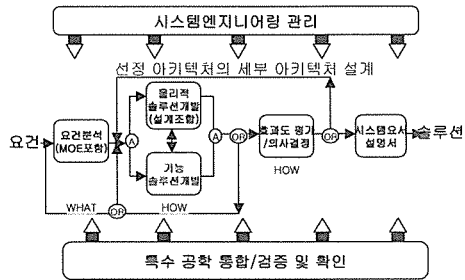 시스템엔지니어링 관리
선정 아키텍처의 세부 아키텍처 설계
요건
요건분석
(MOE포함)
A
물리적
솔루션개발
(설계조합)
기능
솔루션개발
A
OR
효과도 평가
/의사결정
OR
시스템요서
설명서
솔루션
WHAT
OR
HOW
HOW
특수 공학 통합/검증 및 확인